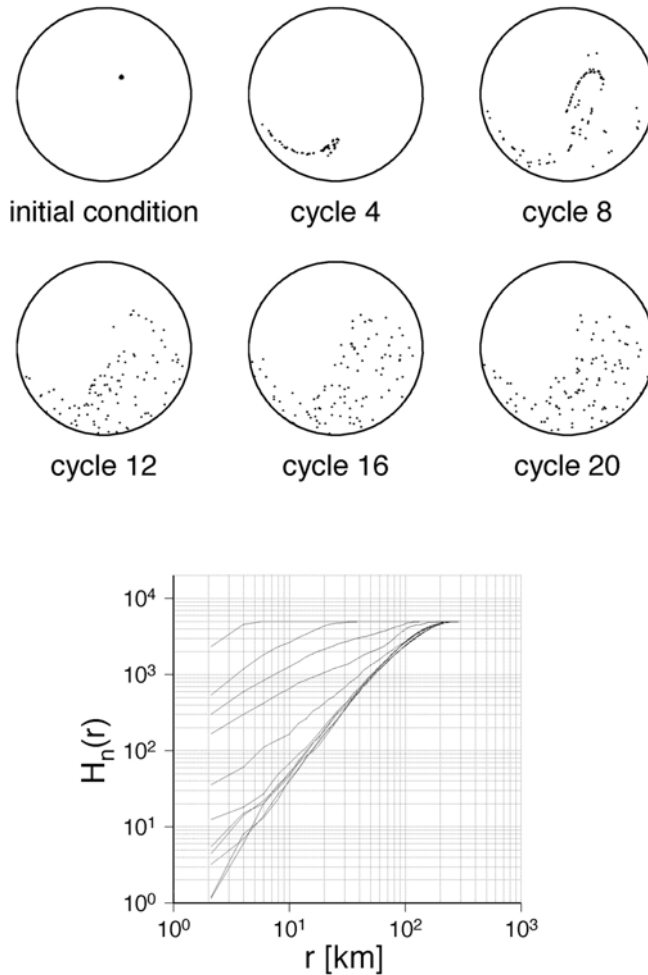 initial condition
cycle 4
cycle 8
cycle 12
cycle 16
cycle 20
10⁴
10³
10²
10¹
10⁰
Hₙ(r)
10⁰ 10¹ 10² 10³
r [km]